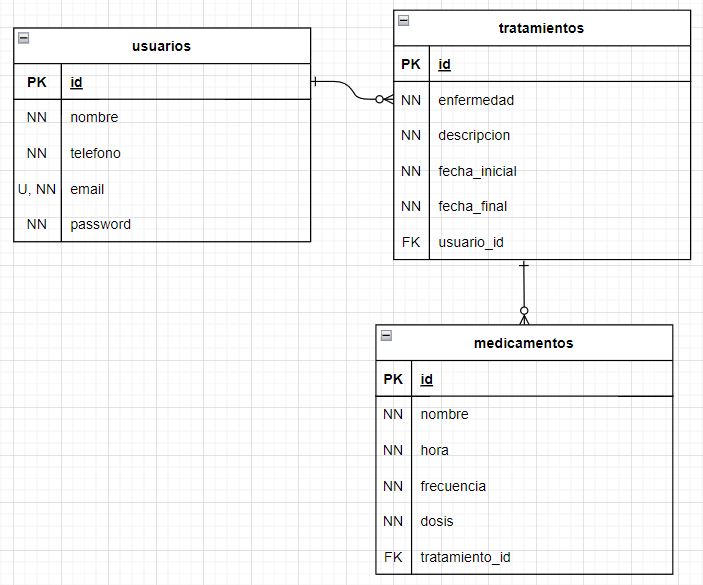 usuarios
PK id
NN nombre
NN telefono
U, NN email
NN password
tratamientos
PK id
NN enfermedad
NN descripcion
NN fecha_inicial
NN fecha_final
FK usuario_id
medicamentos
PK id
NN nombre
NN hora
NN frecuencia
NN dosis
FK tratamiento_id